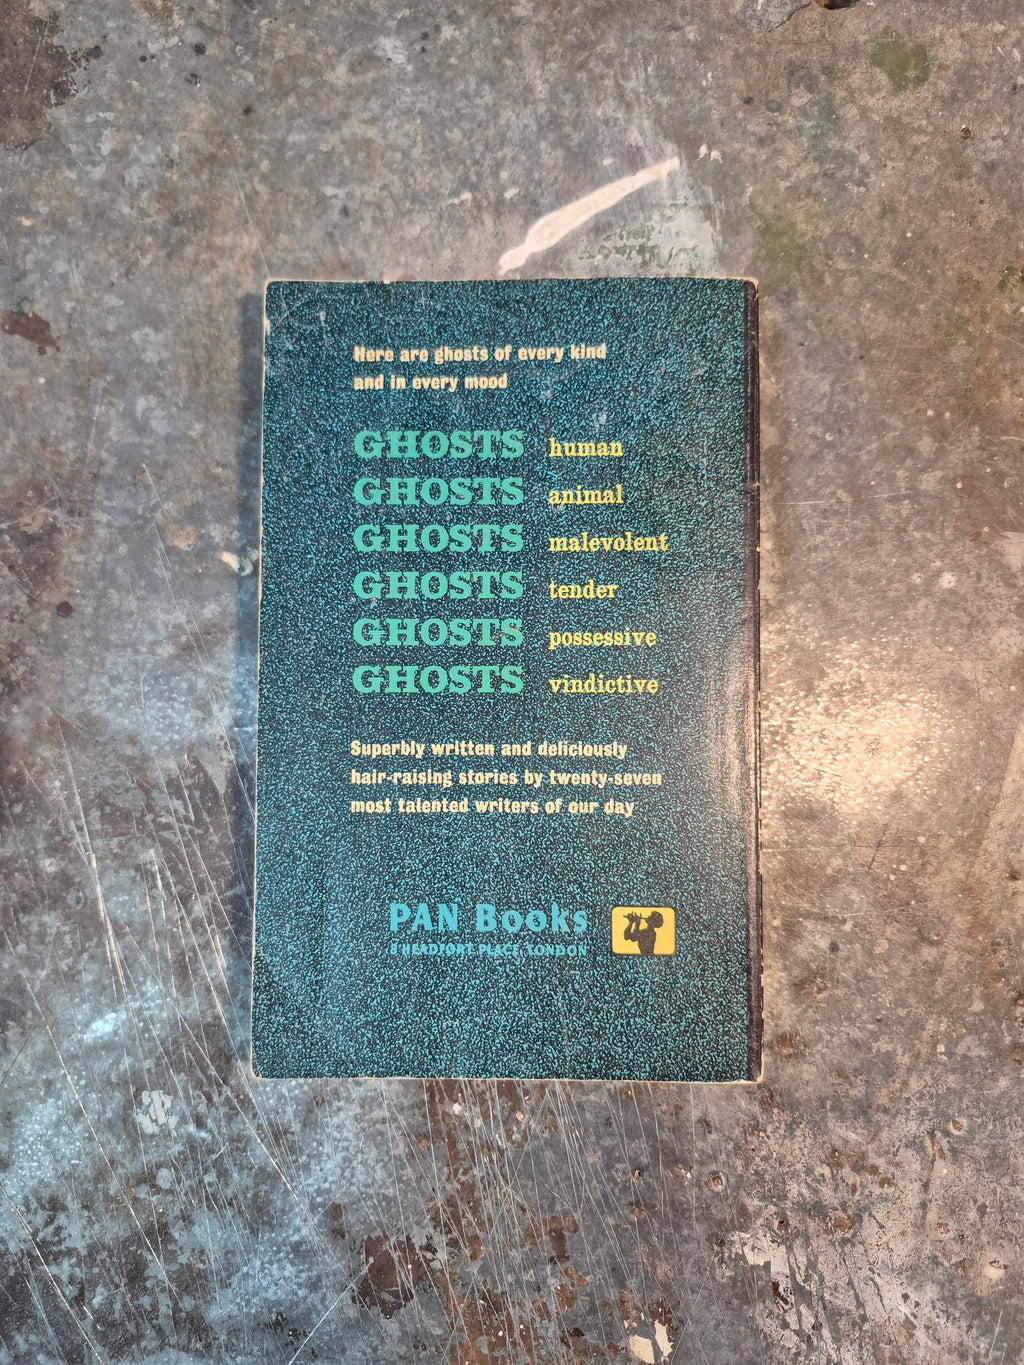 Here are ghosts of every kind
and in every mood
GHOSTS human
GHOSTS animal
GHOSTS malevolent
GHOSTS tender
GHOSTS possessive
GHOSTS vindictive
Superbly written and deliciously
hair-raising stories by twenty-seven
most talented writers of our day
PAN Books
8 HEADFORT PLACE, LONDON